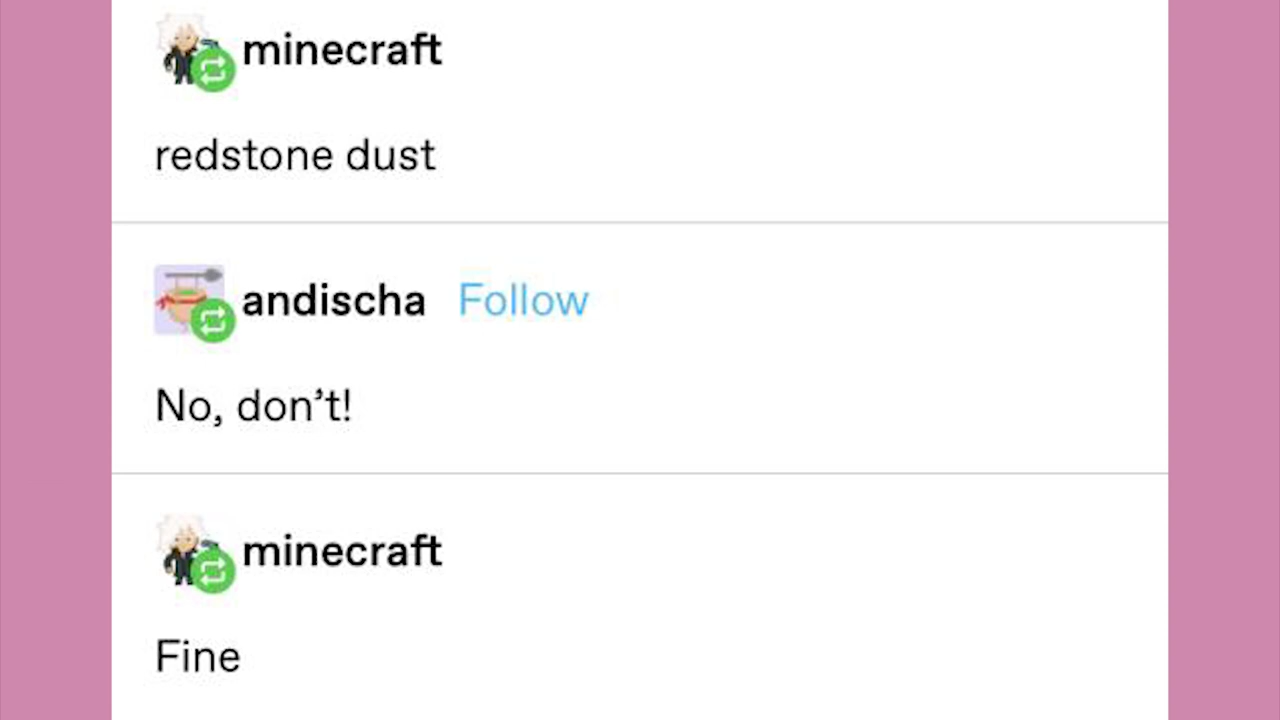 minecraft
redstone dust
andischa Follow
No, don’t!
minecraft
Fine